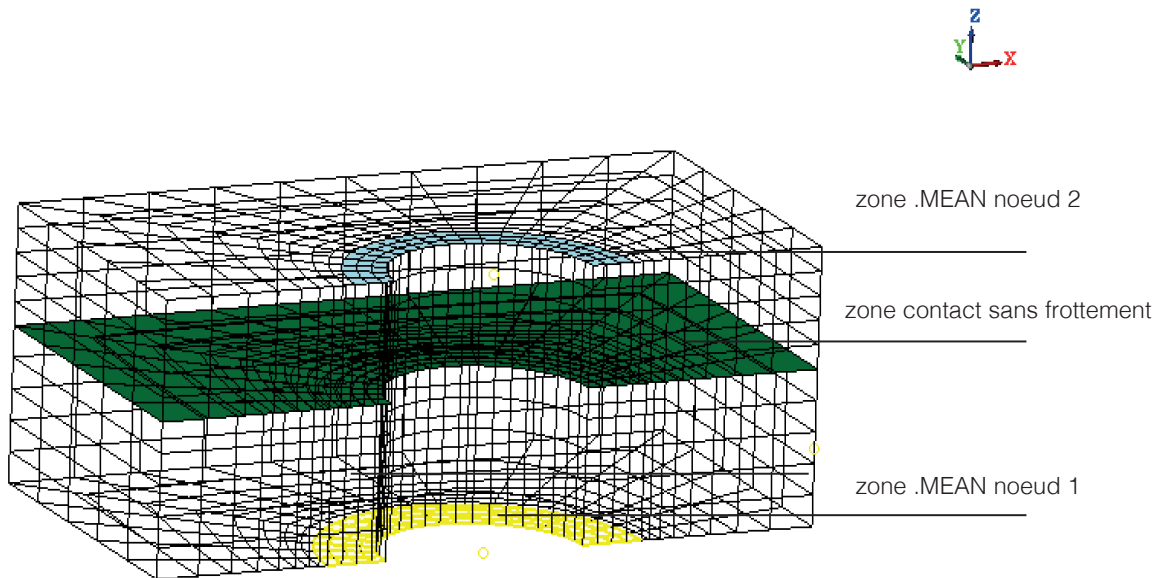 Z
Y
X
zone .MEAN noeud 2
zone contact sans frottement
zone .MEAN noeud 1